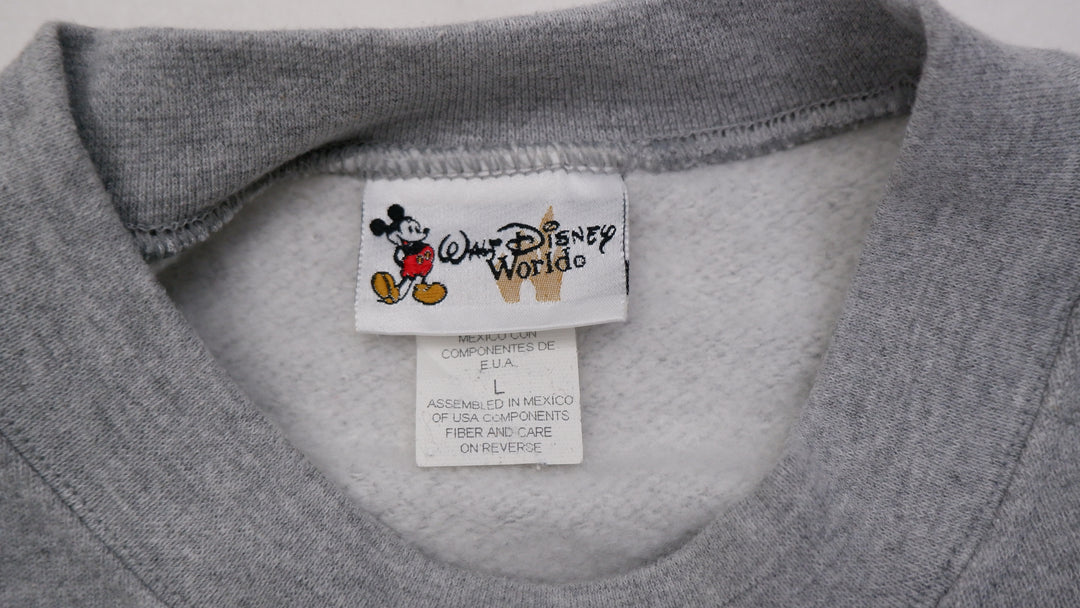 Walt Disney
World®
MEXICO CON
COMPONENTES DE
E.U.A.
L
ASSEMBLED IN MEXICO
OF USA COMPONENTS
FIBER AND CARE
ON REVERSE